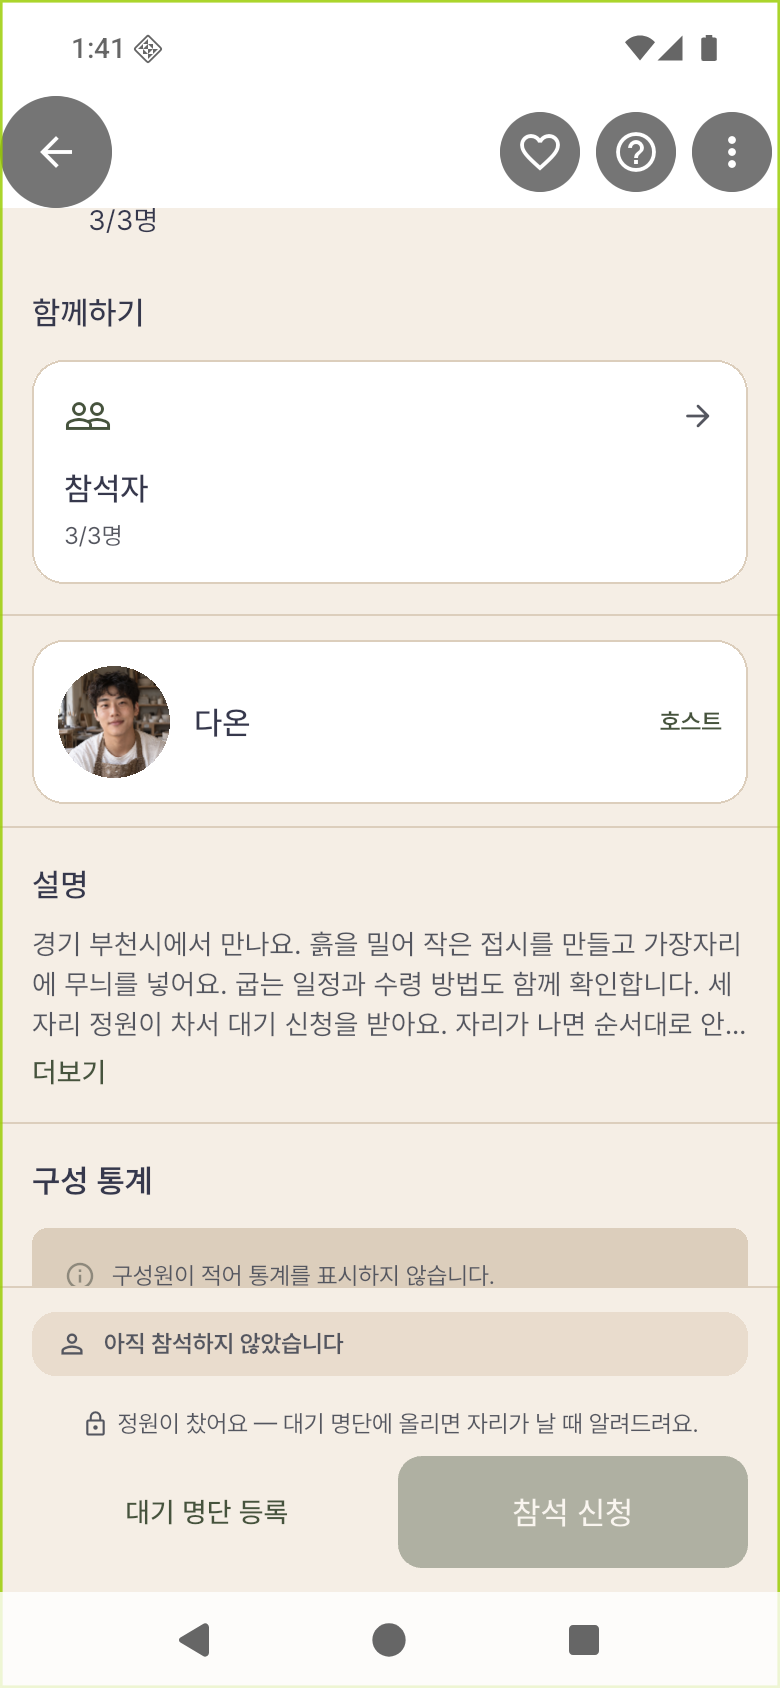 1:41
3/3명
함께하기
참석자
3/3명
다온
호스트
설명
경기 부천시에서 만나요. 흙을 밀어 작은 접시를 만들고 가장자리
에 무늬를 넣어요. 굽는 일정과 수령 방법도 함께 확인합니다. 세
자리 정원이 차서 대기 신청을 받아요. 자리가 나면 순서대로 안...
더보기
구성 통계
구성원이 적어 통계를 표시하지 않습니다.
아직 참석하지 않았습니다
정원이 찼어요 — 대기 명단에 올리면 자리가 날 때 알려드려요.
대기 명단 등록
참석 신청